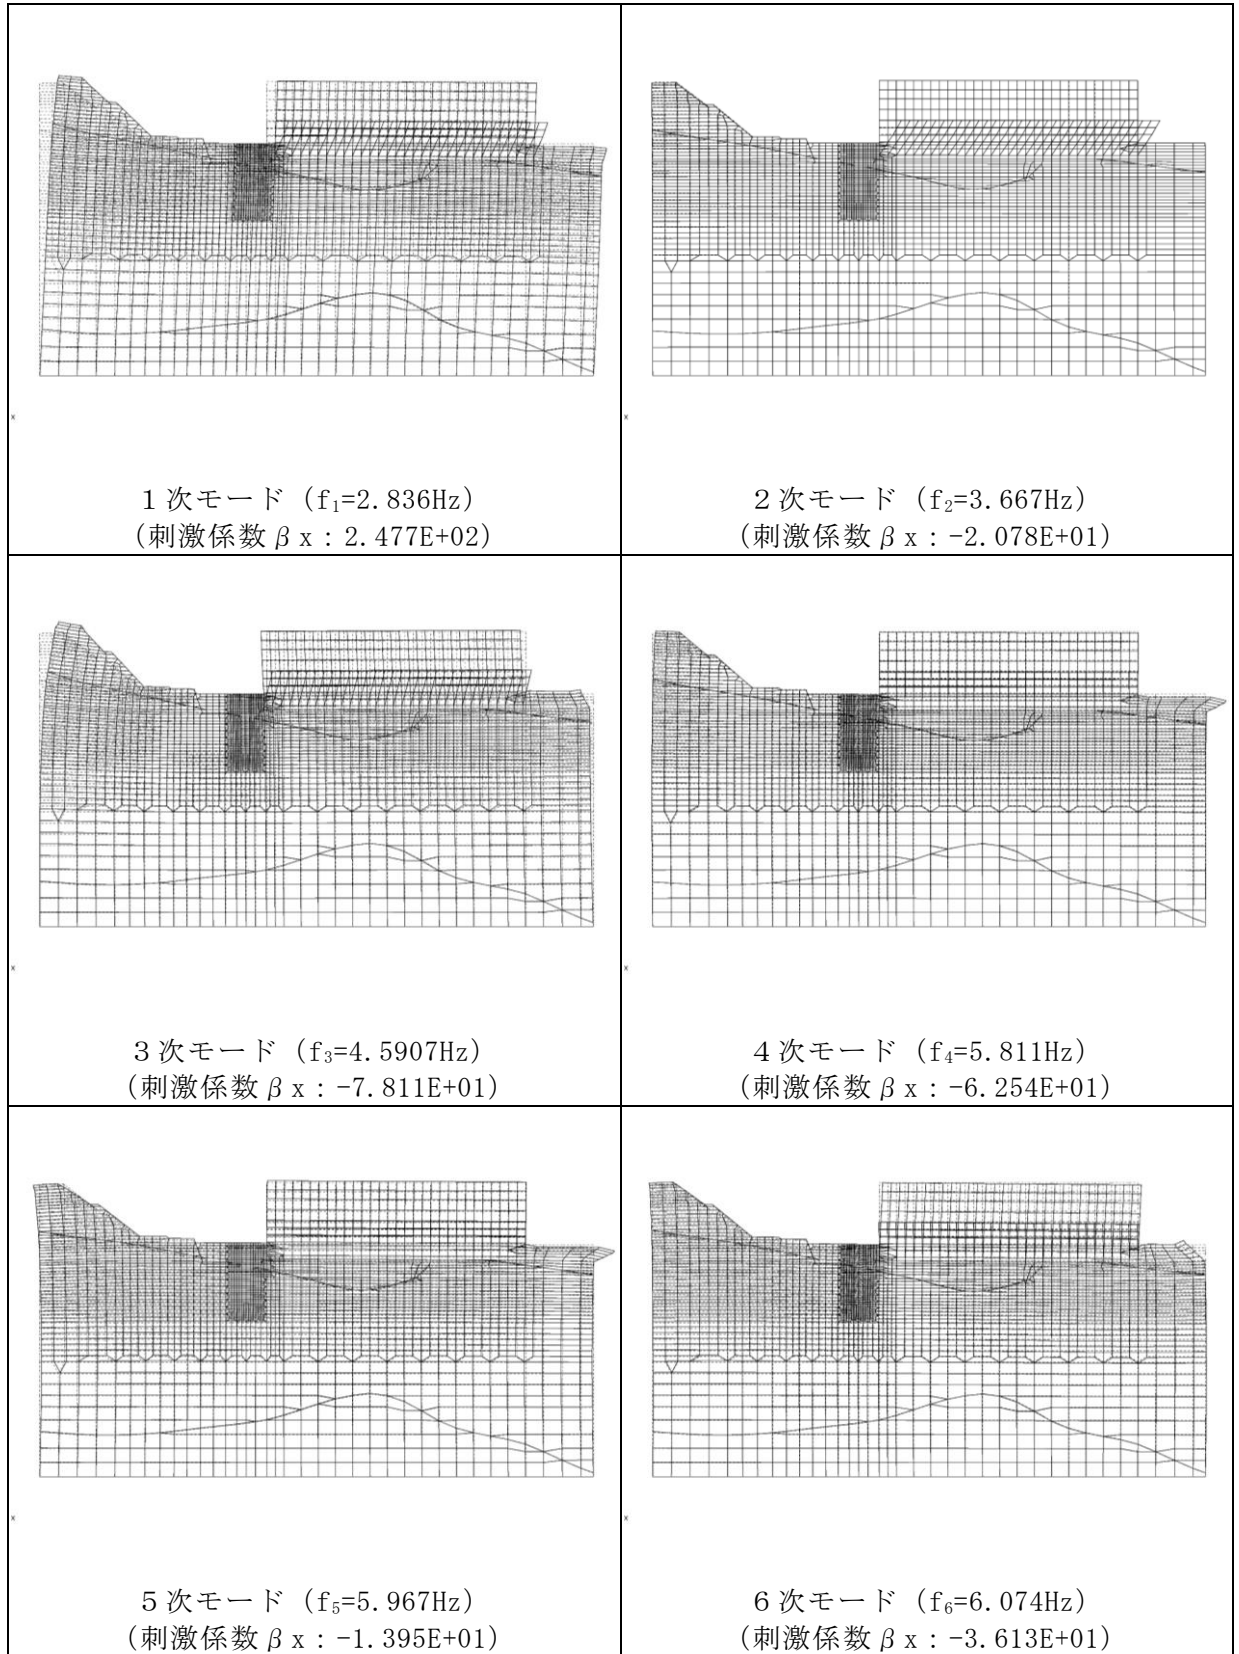 1次モード (f₁=2.836Hz)
(刺激係数βx:2.477E+02)
2次モード (f₂=3.667Hz)
(刺激係数βx:-2.078E+01)
3次モード (f₃=4.5907Hz)
(刺激係数βx:-7.811E+01)
4次モード (f₄=5.811Hz)
(刺激係数βx:-6.254E+01)
5次モード (f₅=5.967Hz)
(刺激係数βx:-1.395E+01)
6次モード (f₆=6.074Hz)
(刺激係数βx:-3.613E+01)